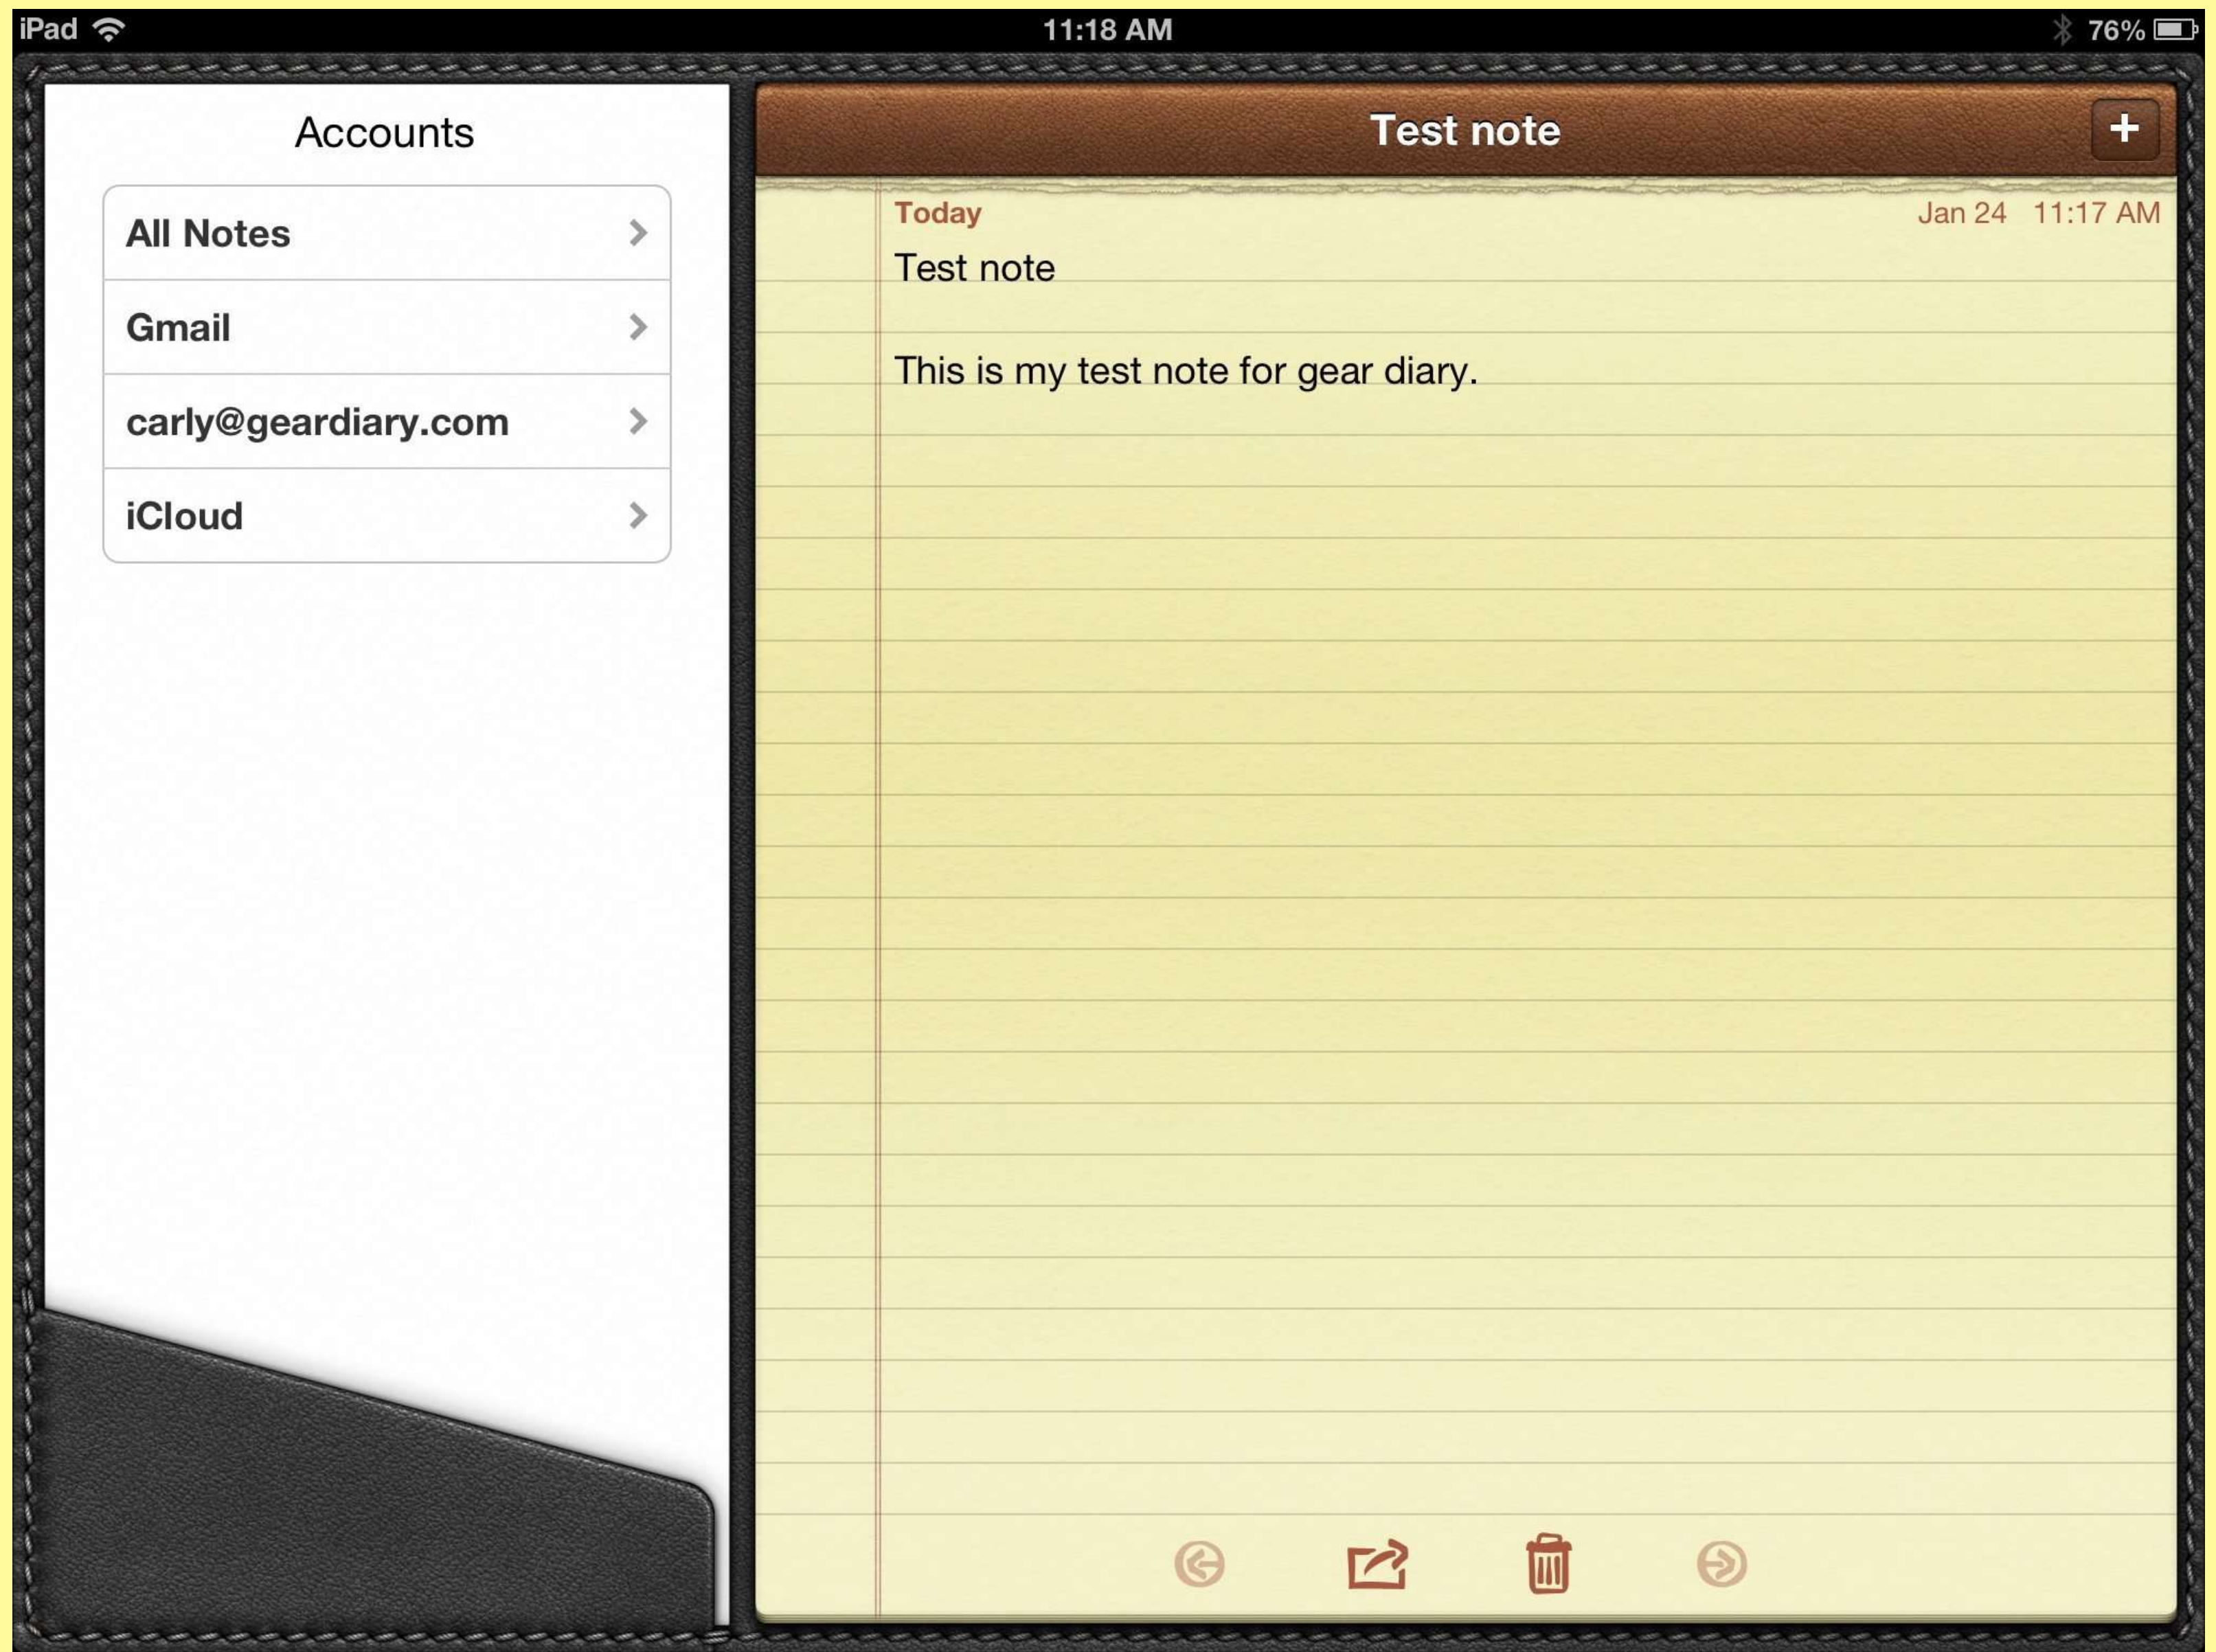 iPad 11:18 AM 76%
Accounts
All Notes
Gmail
carly@geardiary.com
iCloud
Test note +
Today Jan 24 11:17 AM
Test note
This is my test note for gear diary.